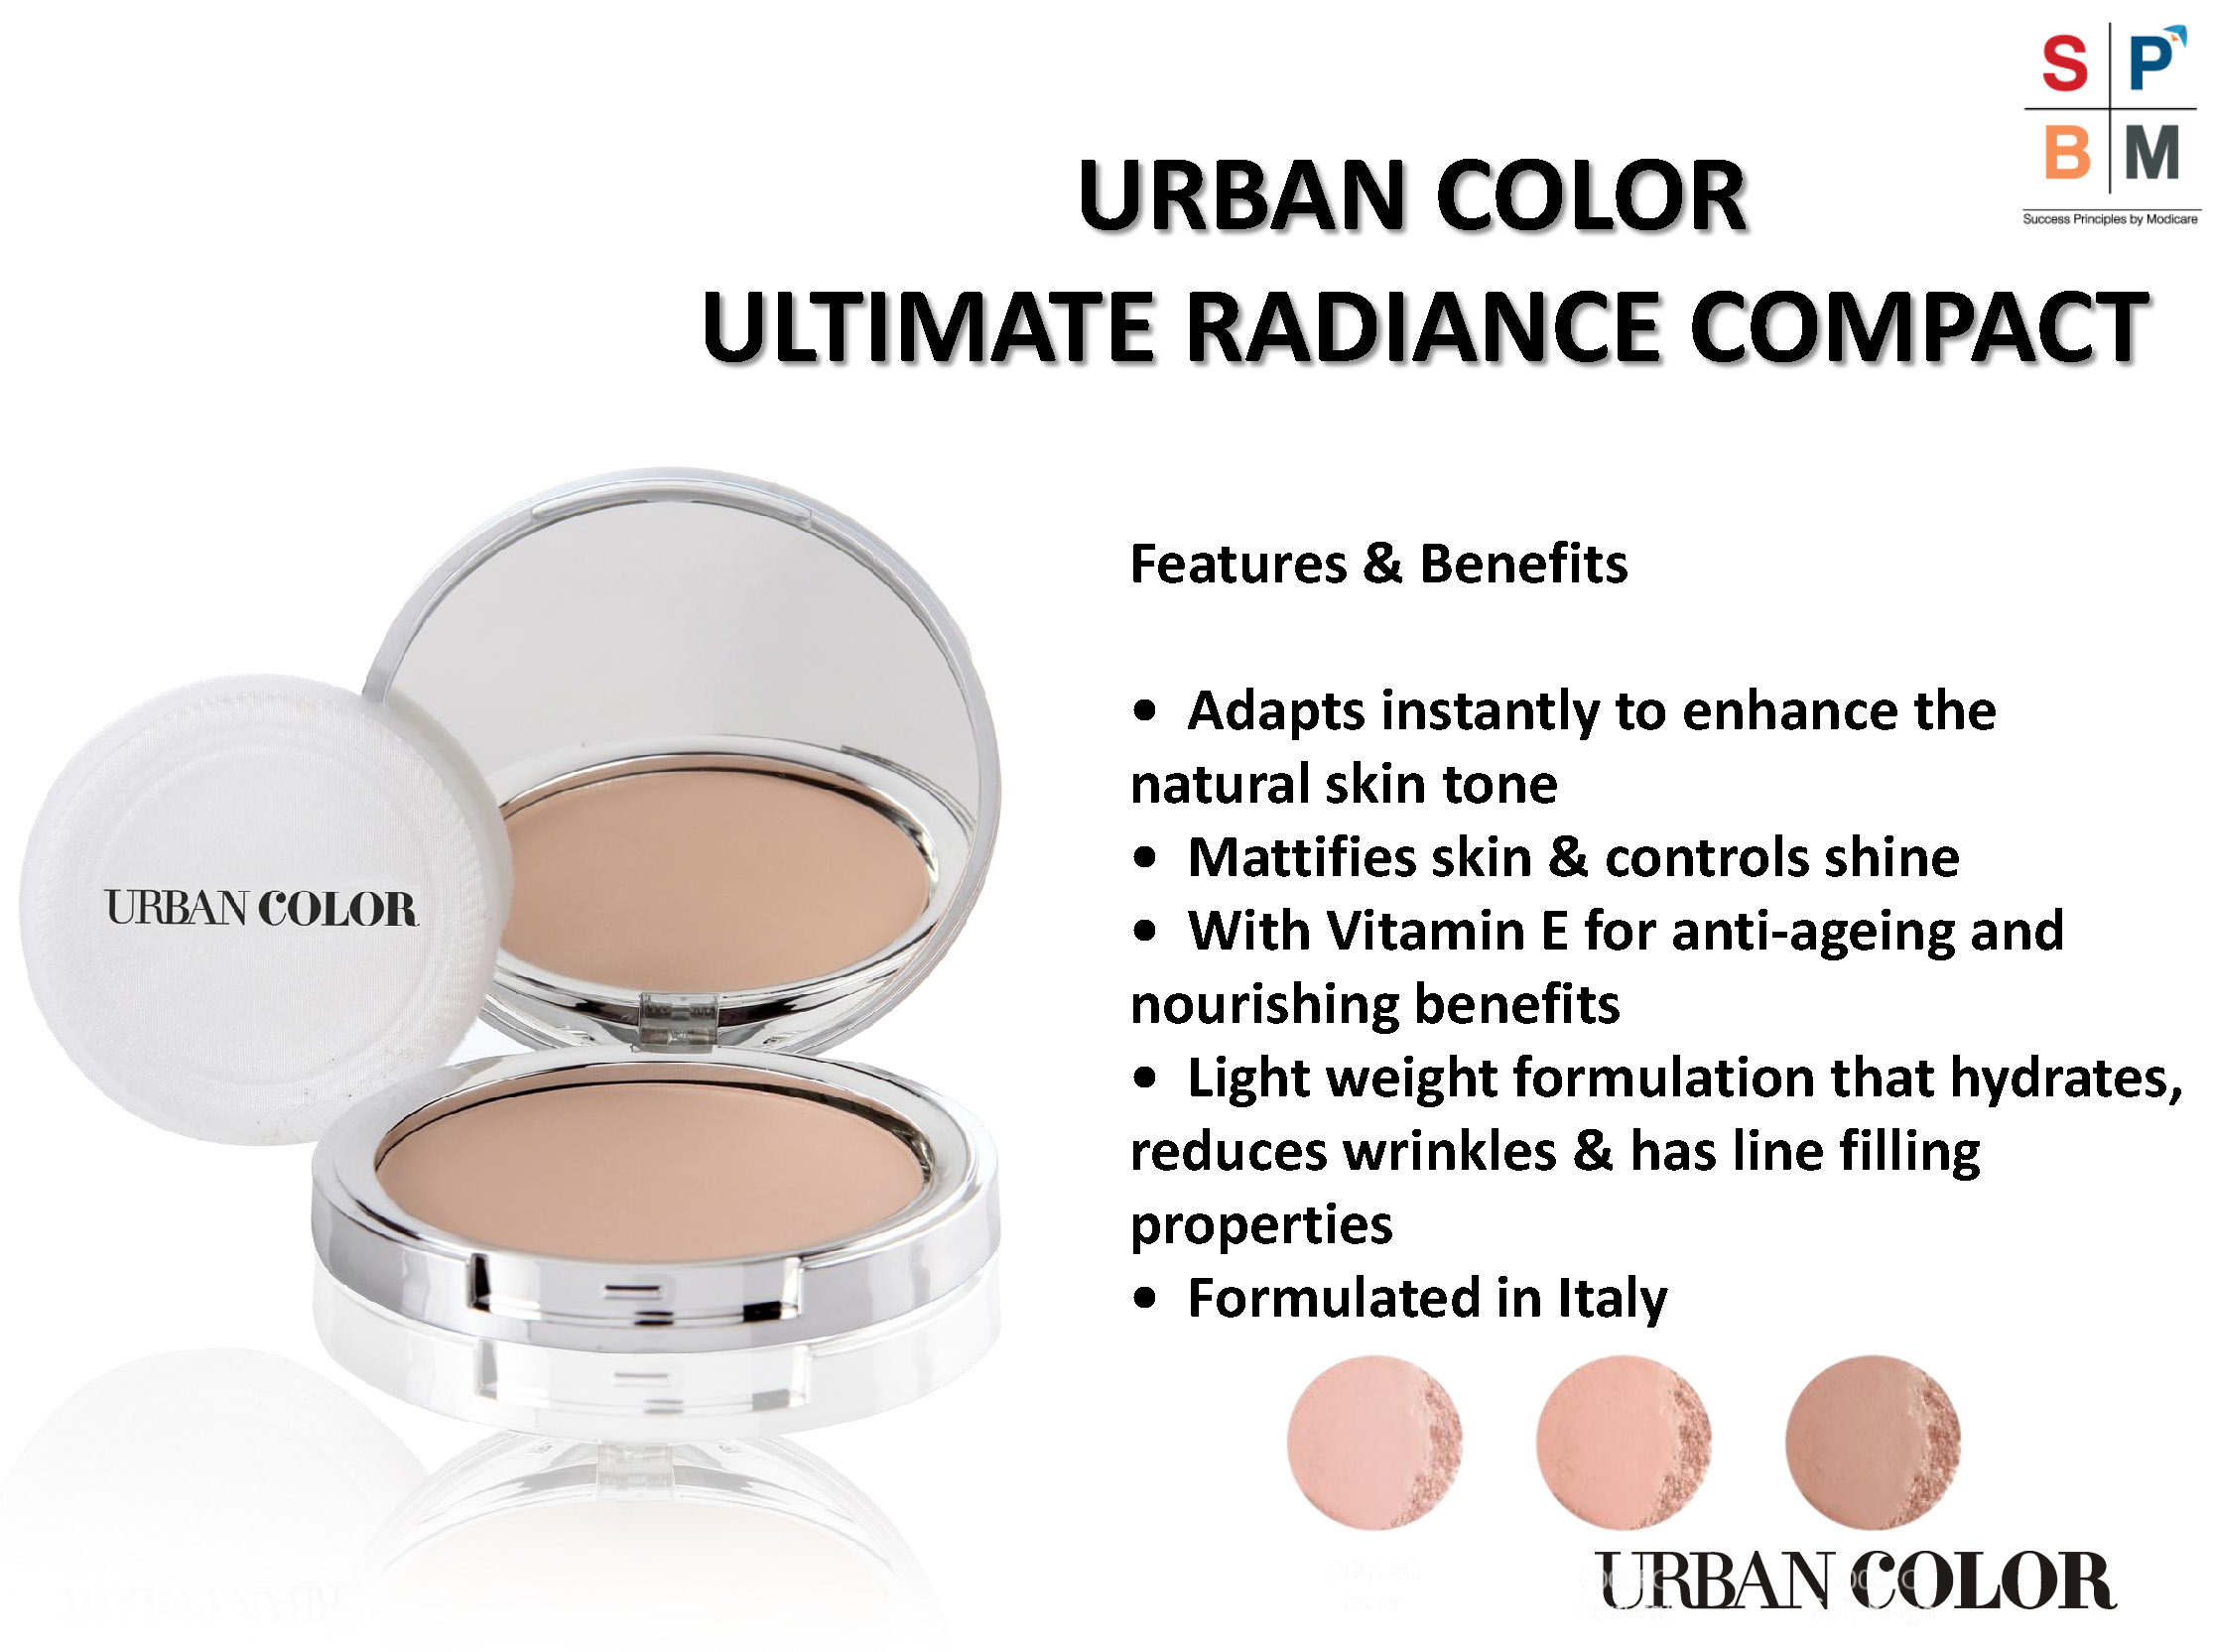 S P
B M
Success Principles by Modicare
URBAN COLOR
ULTIMATE RADIANCE COMPACT
URBAN COLOR
Features & Benefits
• Adapts instantly to enhance the
natural skin tone
• Mattifies skin & controls shine
• With Vitamin E for anti-ageing and
nourishing benefits
• Light weight formulation that hydrates,
reduces wrinkles & has line filling
properties
• Formulated in Italy
URBAN COLOR